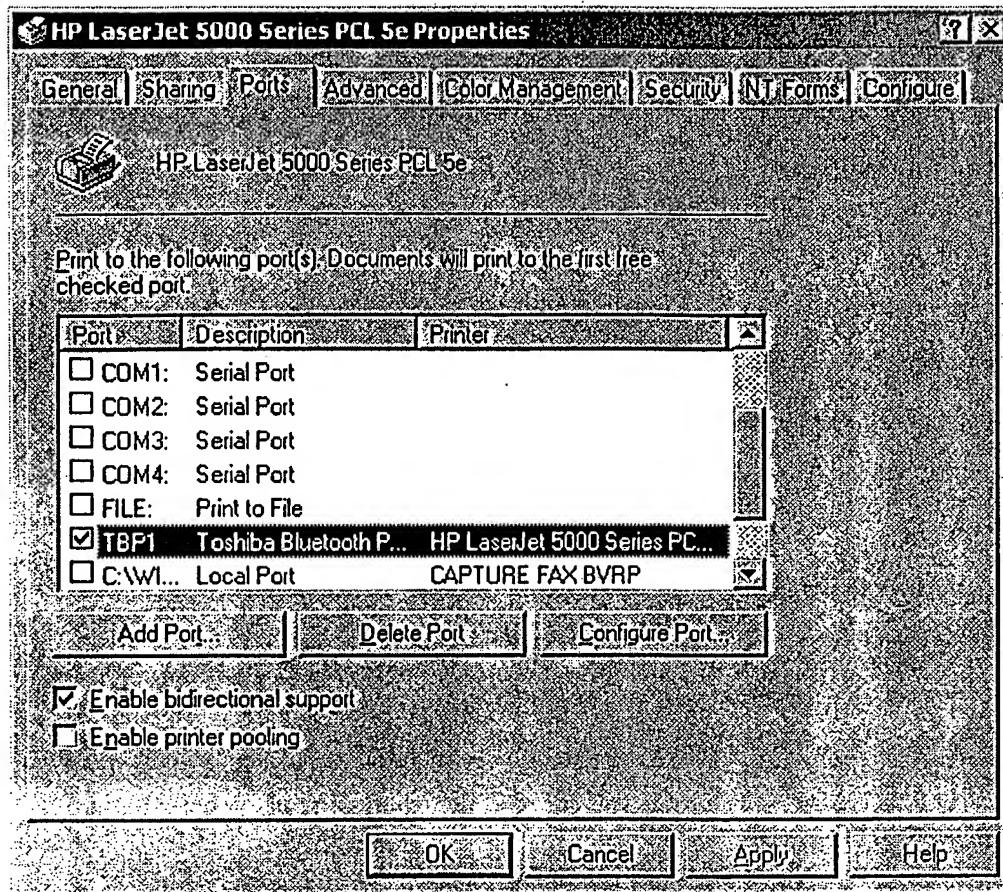 HP LaserJet 5000 Series PCL 5e Properties
General Sharing Ports Advanced Color Management Security NT Forms Configure
HP LaserJet 5000 Series PCL 5e
Print to the following port(s). Documents will print to the first free
checked port.
Port Description Printer
COM1: Serial Port
COM2: Serial Port
COM3: Serial Port
COM4: Serial Port
FILE: Print to File
TBP1 Toshiba Bluetooth P... HP LaserJet 5000 Series PC...
C:\WI... Local Port CAPTURE FAX BVRP
Add Port... Delete Port Configure Port...
Enable bidirectional support
Enable printer pooling
OK Cancel Apply Help